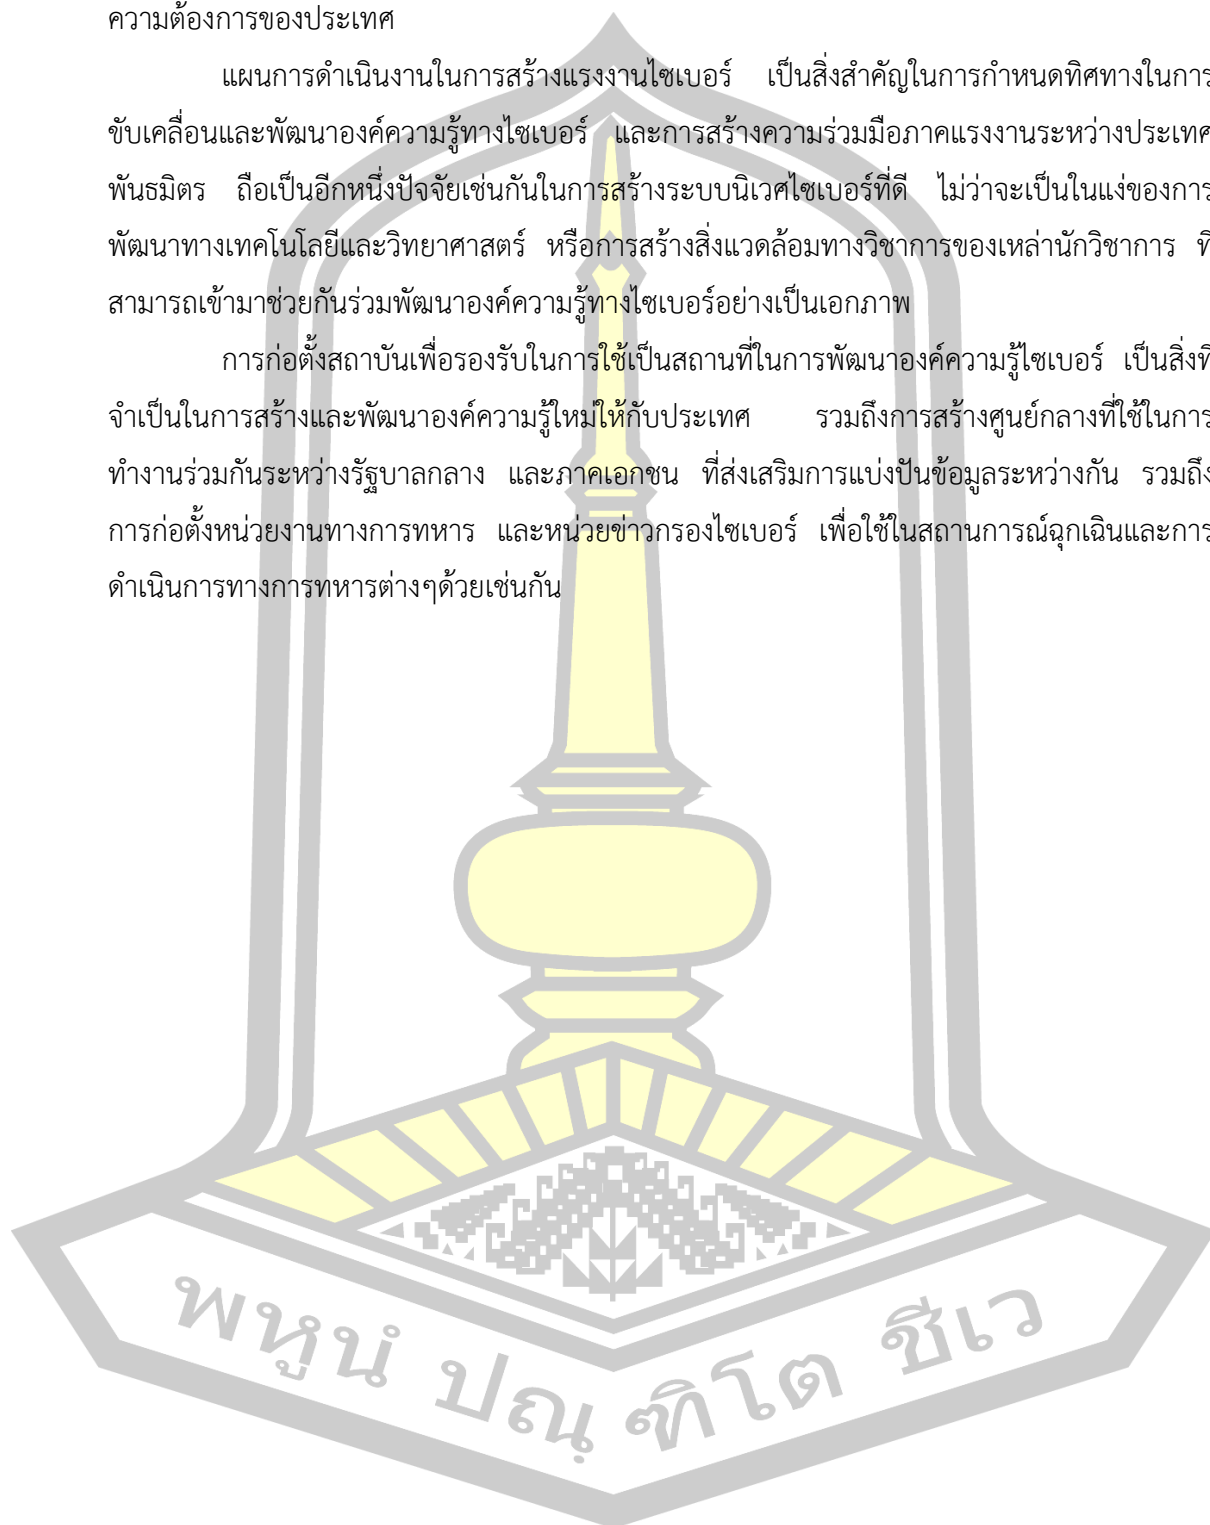 ความต้องการของประเทศ
แผนการดำเนินงานในการสร้างแรงงานไซเบอร์ เป็นสิ่งสำคัญในการกำหนดทิศทางในการ
ขับเคลื่อนและพัฒนาองค์ความรู้ทางไซเบอร์ และการสร้างความร่วมมือภาคแรงงานระหว่างประเทศ
พันธมิตร ถือเป็นอีกหนึ่งปัจจัยเช่นกันในการสร้างระบบนิเวศไซเบอร์ที่ดี ไม่ว่าจะเป็นในแง่ของการ
พัฒนาทางเทคโนโลยีและวิทยาศาสตร์ หรือการสร้างสิ่งแวดล้อมทางวิชาการของเหล่านักวิชาการ ที่
สามารถเข้ามาช่วยกันร่วมพัฒนาองค์ความรู้ทางไซเบอร์อย่างเป็นเอกภาพ
การก่อตั้งสถาบันเพื่อรองรับในการใช้เป็นสถานที่ในการพัฒนาองค์ความรู้ไซเบอร์ เป็นสิ่งที่
จำเป็นในการสร้างและพัฒนาองค์ความรู้ใหม่ให้กับประเทศ รวมถึงการสร้างศูนย์กลางที่ใช้ในการ
ทำงานร่วมกันระหว่างรัฐบาลกลาง และภาคเอกชน ที่ส่งเสริมการแบ่งปันข้อมูลระหว่างกัน รวมถึง
การก่อตั้งหน่วยงานทางการทหาร และหน่วยข่าวกรองไซเบอร์ เพื่อใช้ในสถานการณ์ฉุกเฉินและการ
ดำเนินการทางการทหารต่างๆด้วยเช่นกัน
พหูนํ ปณฺ ฑิโต ชีเว